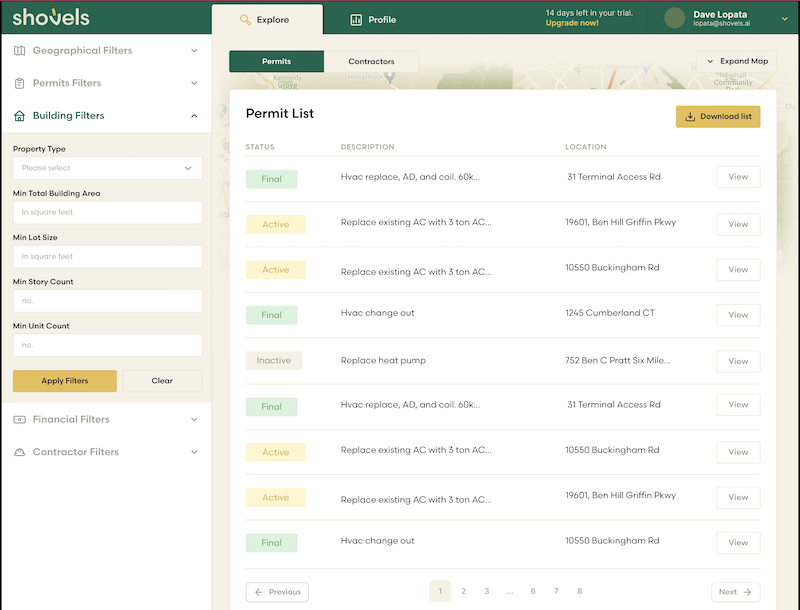 shovels
Explore
Profile
14 days left in your trial.
Upgrade now!
Dave Lopata
lopata@shovels.ai
Geographical Filters
Permits Filters
Building Filters
Property Type
Please select
Min Total Building Area
In square feet
Min Lot Size
In square feet
Min Story Count
no.
Min Unit Count
no.
Apply Filters
Clear
Financial Filters
Contractor Filters
Permits
Contractors
Expand Map
Kennedy
Grove
Newhall
Community
Permit List
Download list
STATUS DESCRIPTION LOCATION
Final Hvac replace, AD, and coil. 60k... 31 Terminal Access Rd View
Active Replace existing AC with 3 ton AC... 19601, Ben Hill Griffin Pkwy View
Active Replace existing AC with 3 ton AC... 10550 Buckingham Rd View
Final Hvac change out 1245 Cumberland CT View
Inactive Replace heat pump 752 Ben C Pratt Six Mile... View
Final Hvac replace, AD, and coil. 60k... 31 Terminal Access Rd View
Active Replace existing AC with 3 ton AC... 10550 Buckingham Rd View
Active Replace existing AC with 3 ton AC... 19601, Ben Hill Griffin Pkwy View
Final Hvac change out 10550 Buckingham Rd View
Previous 1 2 3 ... 6 7 8 Next